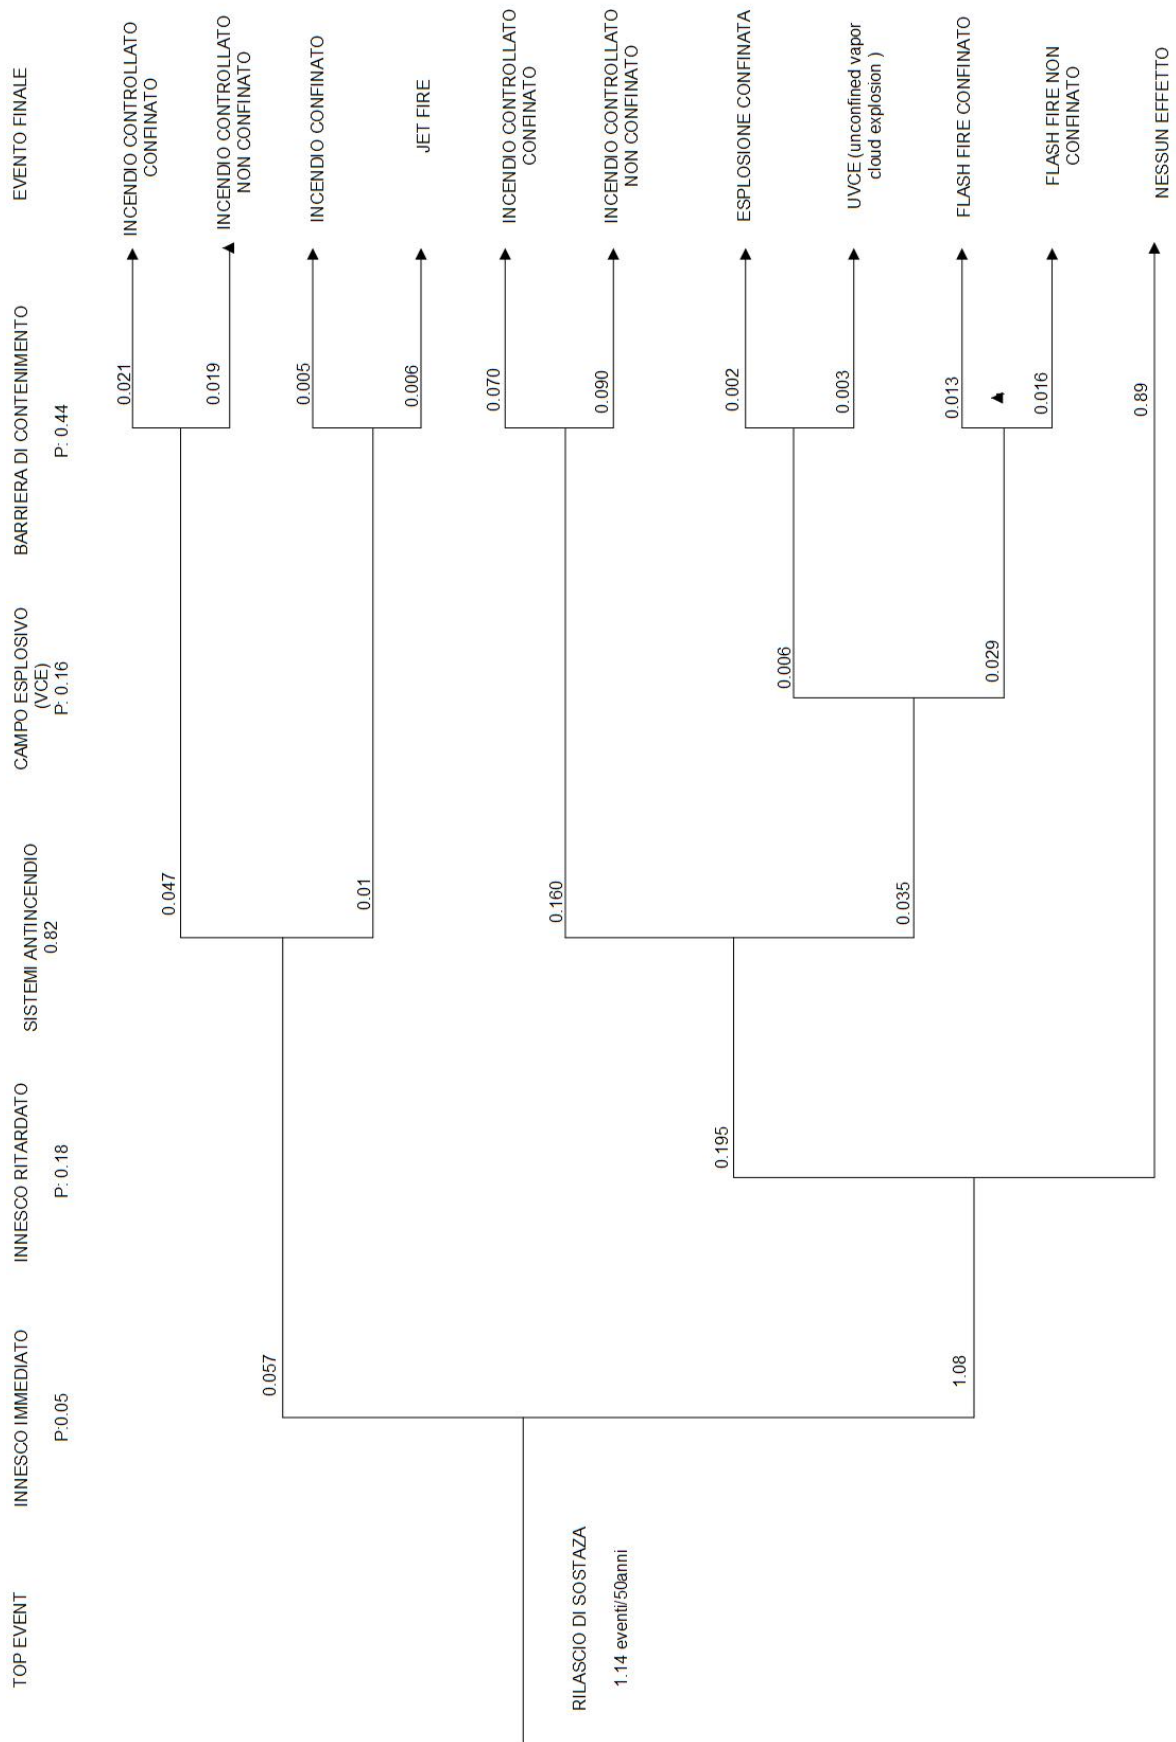 TOP EVENT
INNESCO IMMEDIATO
P:0.05
INNESCO RITARDATO
P: 0.18
SISTEMI ANTINCENDIO
0.82
CAMPO ESPLOSIVO
(VCE)
P: 0.16
BARRIERA DI CONTENIMENTO
P: 0.44
EVENTO FINALE
0.021
INCENDIO CONTROLLATO
CONFINATO
0.047
0.019
INCENDIO CONTROLLATO
NON CONFINATO
0.057
0.005
INCENDIO CONFINATO
0.01
0.006
JET FIRE
RILASCIO DI SOSTAZA
1.14 eventi/50anni
0.070
INCENDIO CONTROLLATO
CONFINATO
0.160
0.090
INCENDIO CONTROLLATO
NON CONFINATO
0.195
0.002
ESPLOSIONE CONFINATA
0.006
0.003
UVCE (unconfined vapor
cloud explosion )
1.08
0.035
0.013
FLASH FIRE CONFINATO
0.029
0.016
FLASH FIRE NON
CONFINATO
0.89
NESSUN EFFETTO